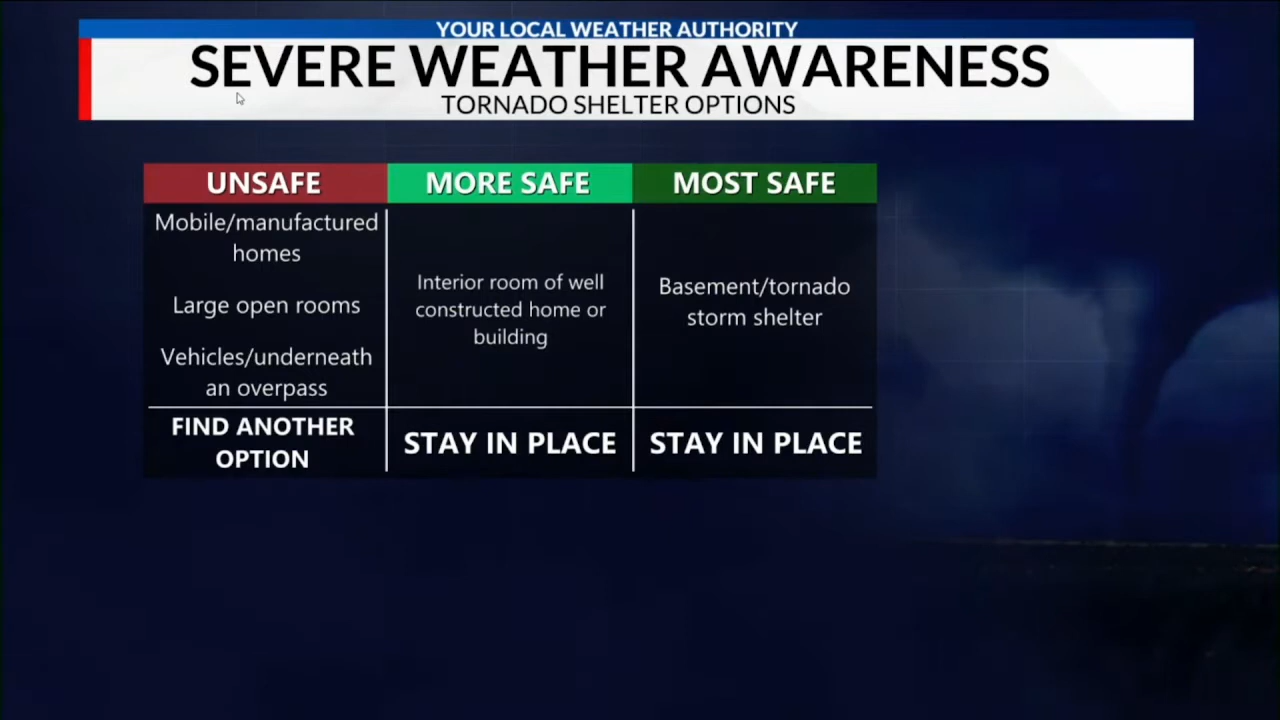 YOUR LOCAL WEATHER AUTHORITY
SEVERE WEATHER AWARENESS
TORNADO SHELTER OPTIONS
UNSAFE
Mobile/manufactured
homes
Large open rooms
Vehicles/underneath
an overpass
FIND ANOTHER
OPTION
MORE SAFE
Interior room of well
constructed home or
building
STAY IN PLACE
MOST SAFE
Basement/tornado
storm shelter
STAY IN PLACE